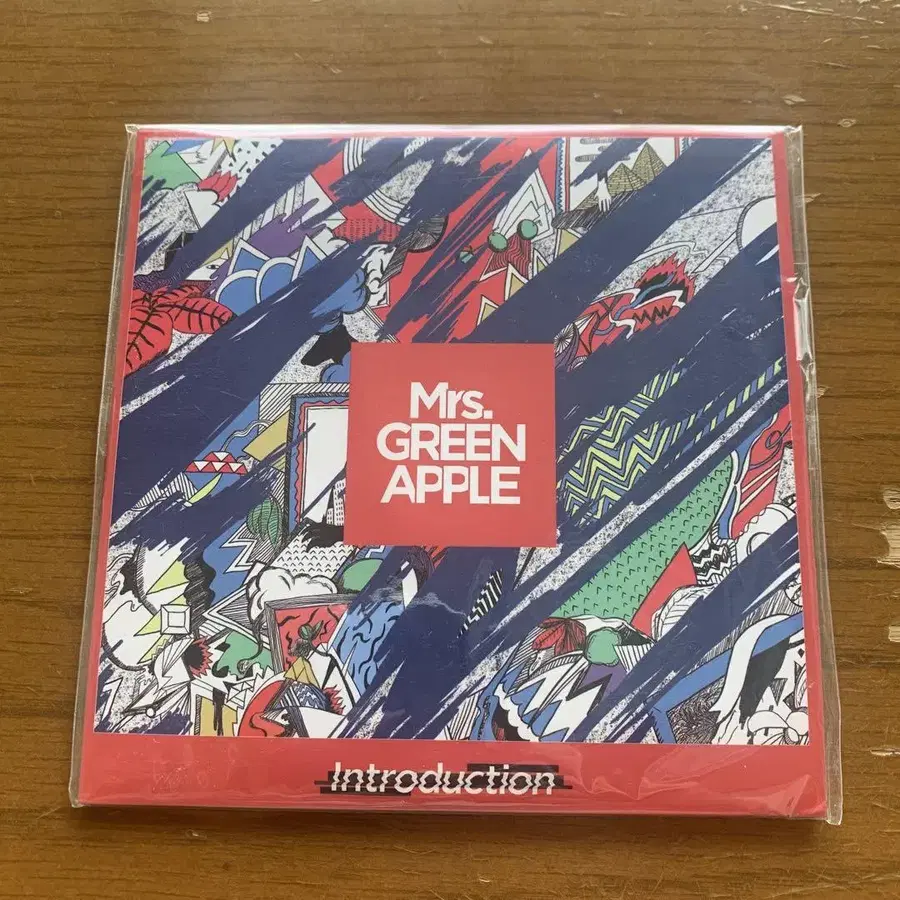 Mrs.
GREEN
APPLE
Introduction